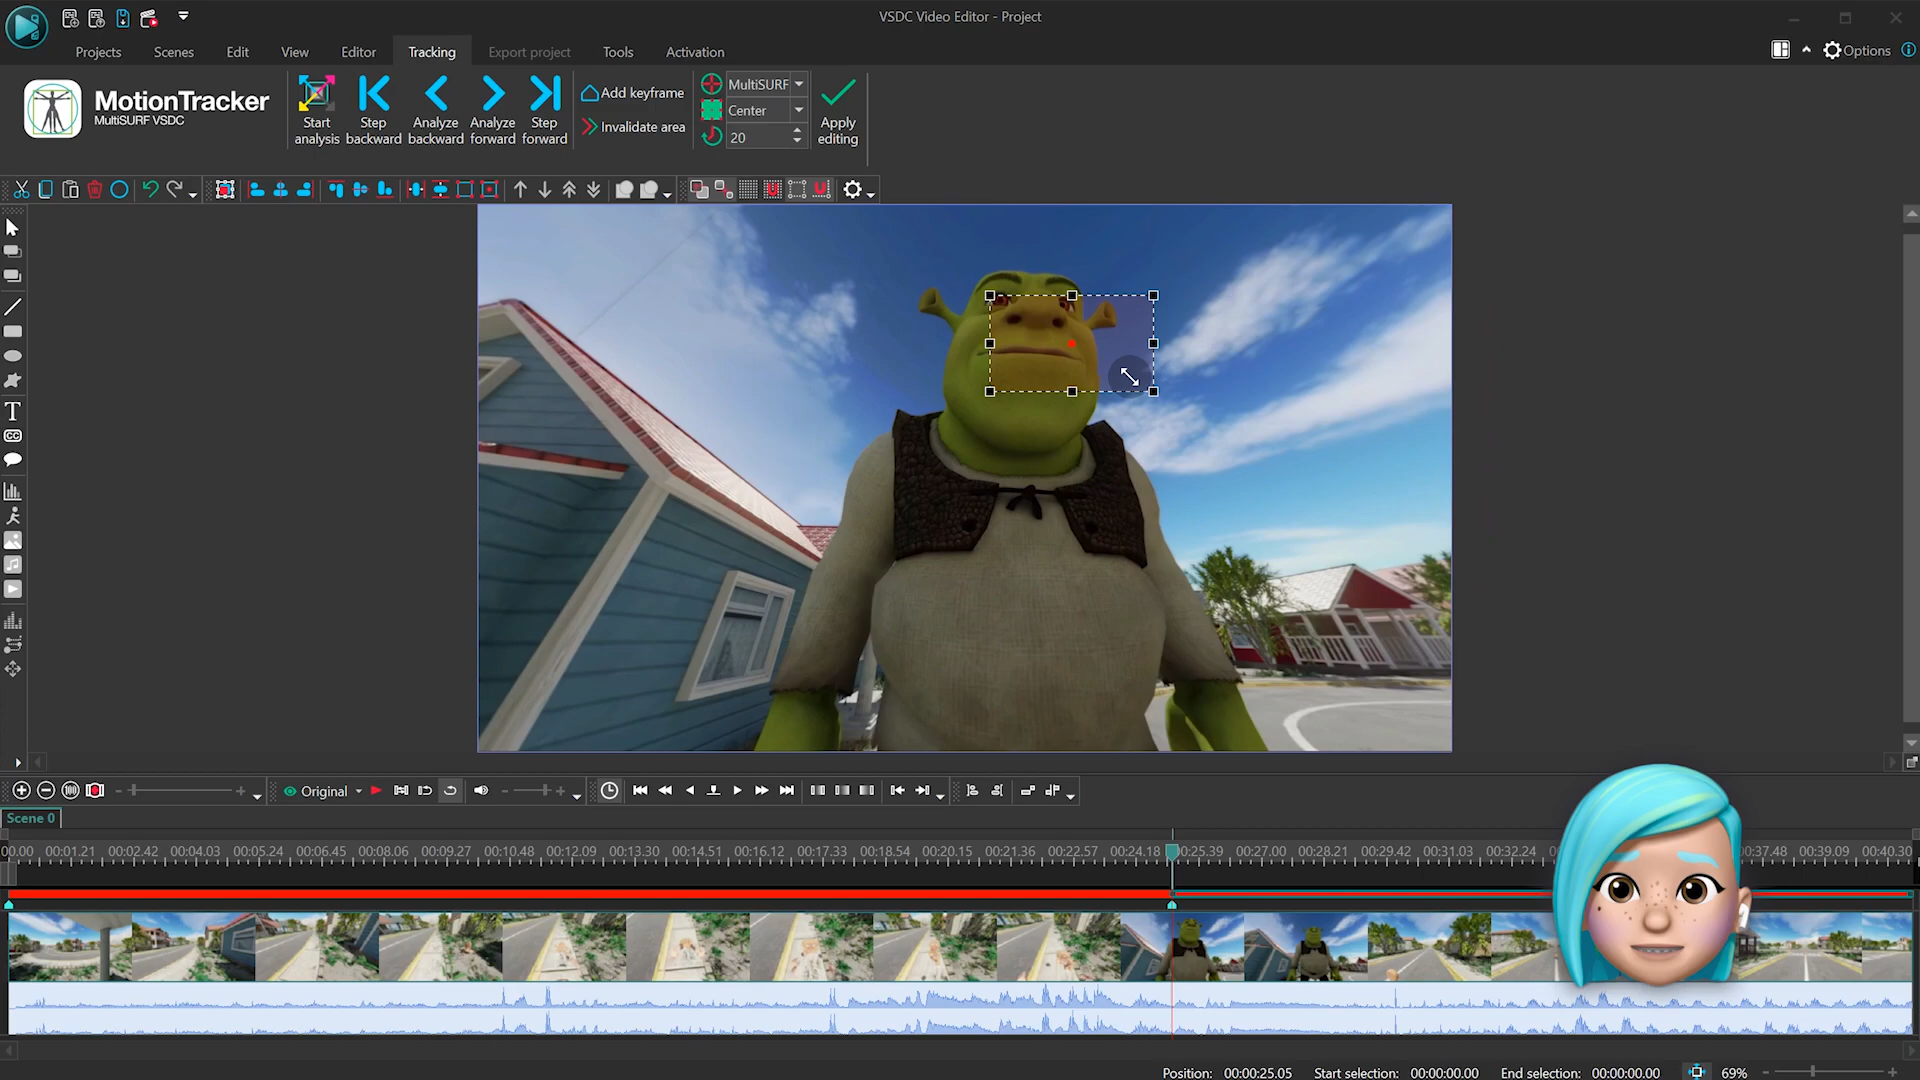 VSDC Video Editor - Project
Projects Scenes Edit View Editor Tracking Export project Tools Activation Options
MotionTracker
MultiSURF VSDC
Start analysis
Step backward
Analyze backward
Analyze forward
Step forward
Add keyframe
Invalidate area
MultiSURF
Center
20
Apply editing
T
CC
100
Original
Scene 0
00.00 00:01.21 00:02.42 00:04.03 00:05.24 00:06.45 00:08.06 00:09.27 00:10.48 00:12.09 00:13.30 00:14.51 00:16.12 00:17.33 00:18.54 00:20.15 00:21.36 00:22.57 00:24.18 00:25.39 00:27.00 00:28.21 00:29.42 00:31.03 00:32.24 00:37.48 00:39.09 00:40.30
Position: 00:00:25.05 Start selection: 00:00:00.00 End selection: 00:00:00.00 69%